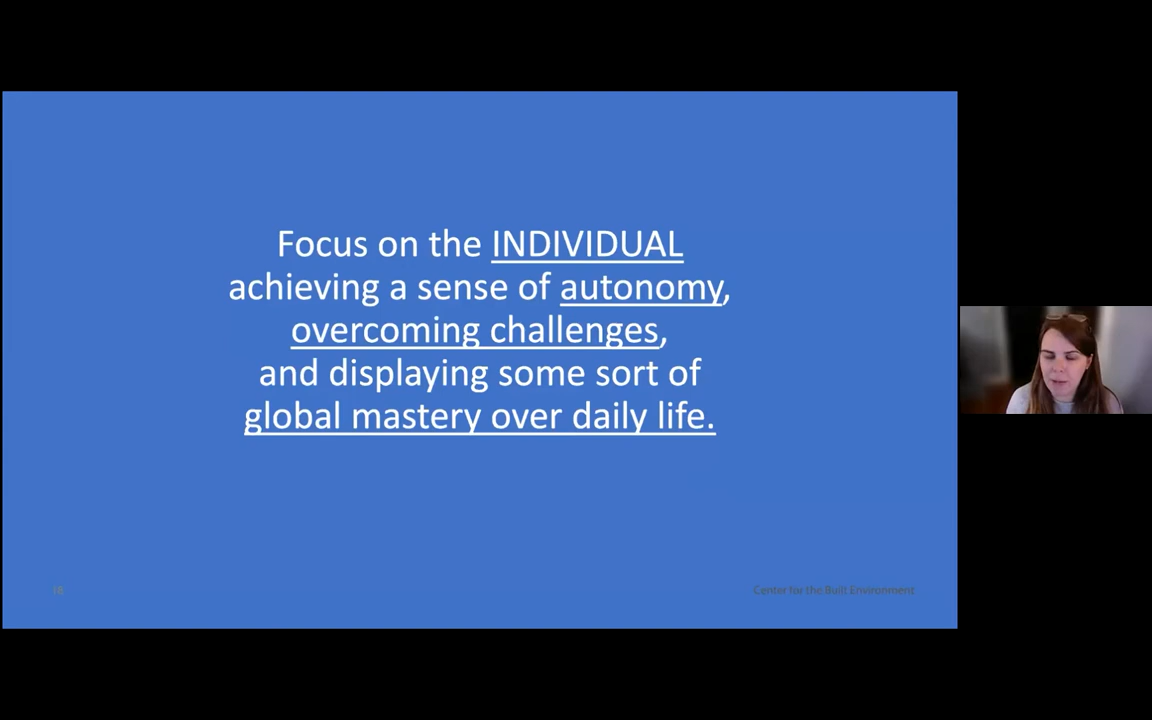 Focus on the INDIVIDUAL
achieving a sense of autonomy,
overcoming challenges,
and displaying some sort of
global mastery over daily life.
18
Center for the Built Environment